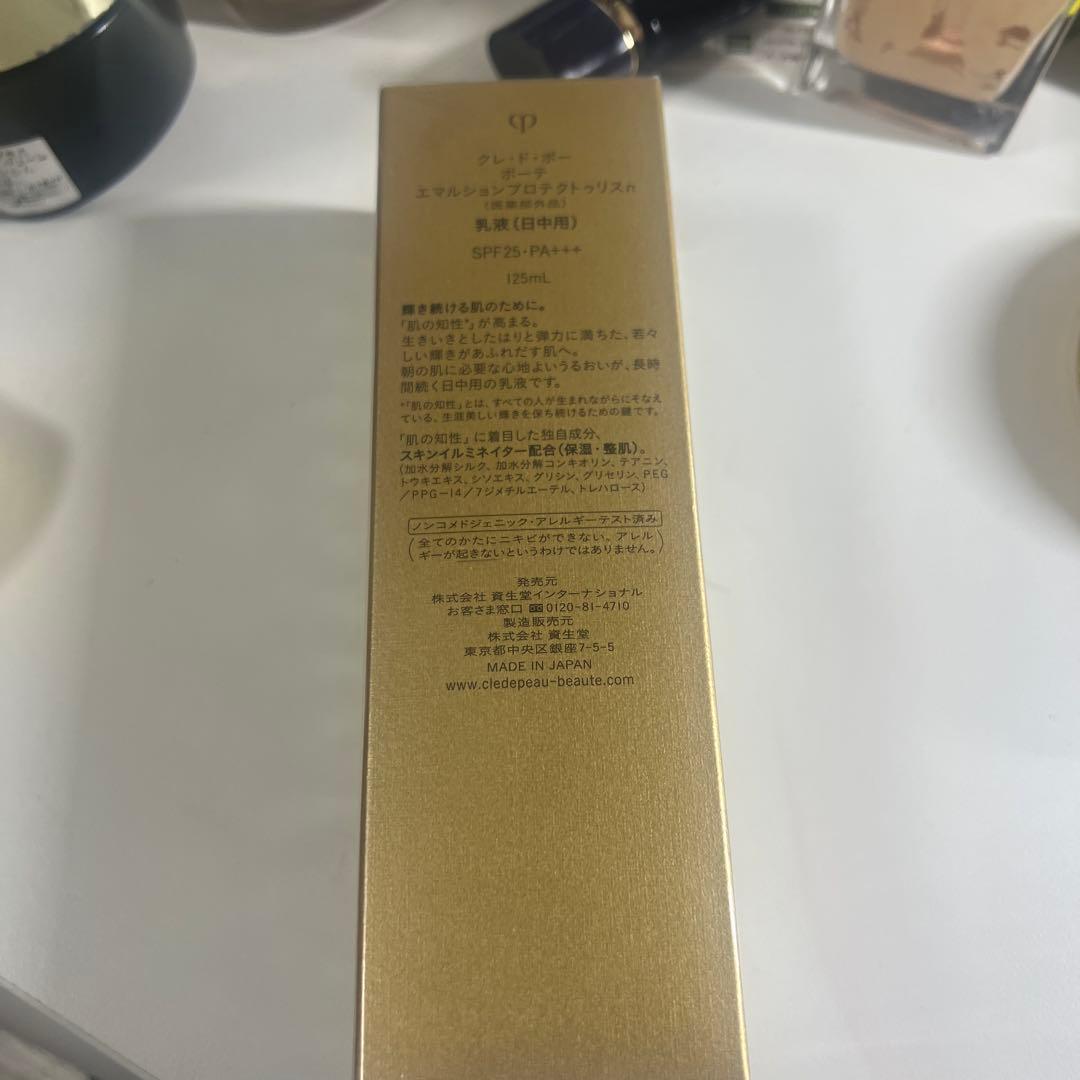 クレ・ド・ポー
ボーテ
エマルションプロテクトゥリスn
(医薬部外品)
乳液(日中用)
SPF25・PA+++
125mL
輝き続ける肌のために。
「肌の知性*」が高まる。
生きいきとしたはりと弾力に満ちた、若々
しい輝きがあふれだす肌へ。
朝の肌に必要な心地よいうるおいが、長時
間続く日中用の乳液です。
*「肌の知性」とは、すべての人が生まれながらにそなえ
ている、生涯美しい輝きを保ち続けるための鍵です。
「肌の知性」に着目した独自成分、
スキンイルミネイター配合(保湿・整肌)。
(加水分解シルク、加水分解コンキオリン、テアニン、
トウキエキス、シソエキス、グリシン、グリセリン、PEG
/PPG-14/7ジメチルエーテル、トレハロース)
ノンコメドジェニック・アレルギーテスト済み
(全てのかたにニキビができない、アレル
ギーが起きないというわけではありません。)
発売元
株式会社 資生堂インターナショナル
お客さま窓口 0120-81-4710
製造販売元
株式会社 資生堂
東京都中央区銀座7-5-5
MADE IN JAPAN
www.cledepeau-beaute.com